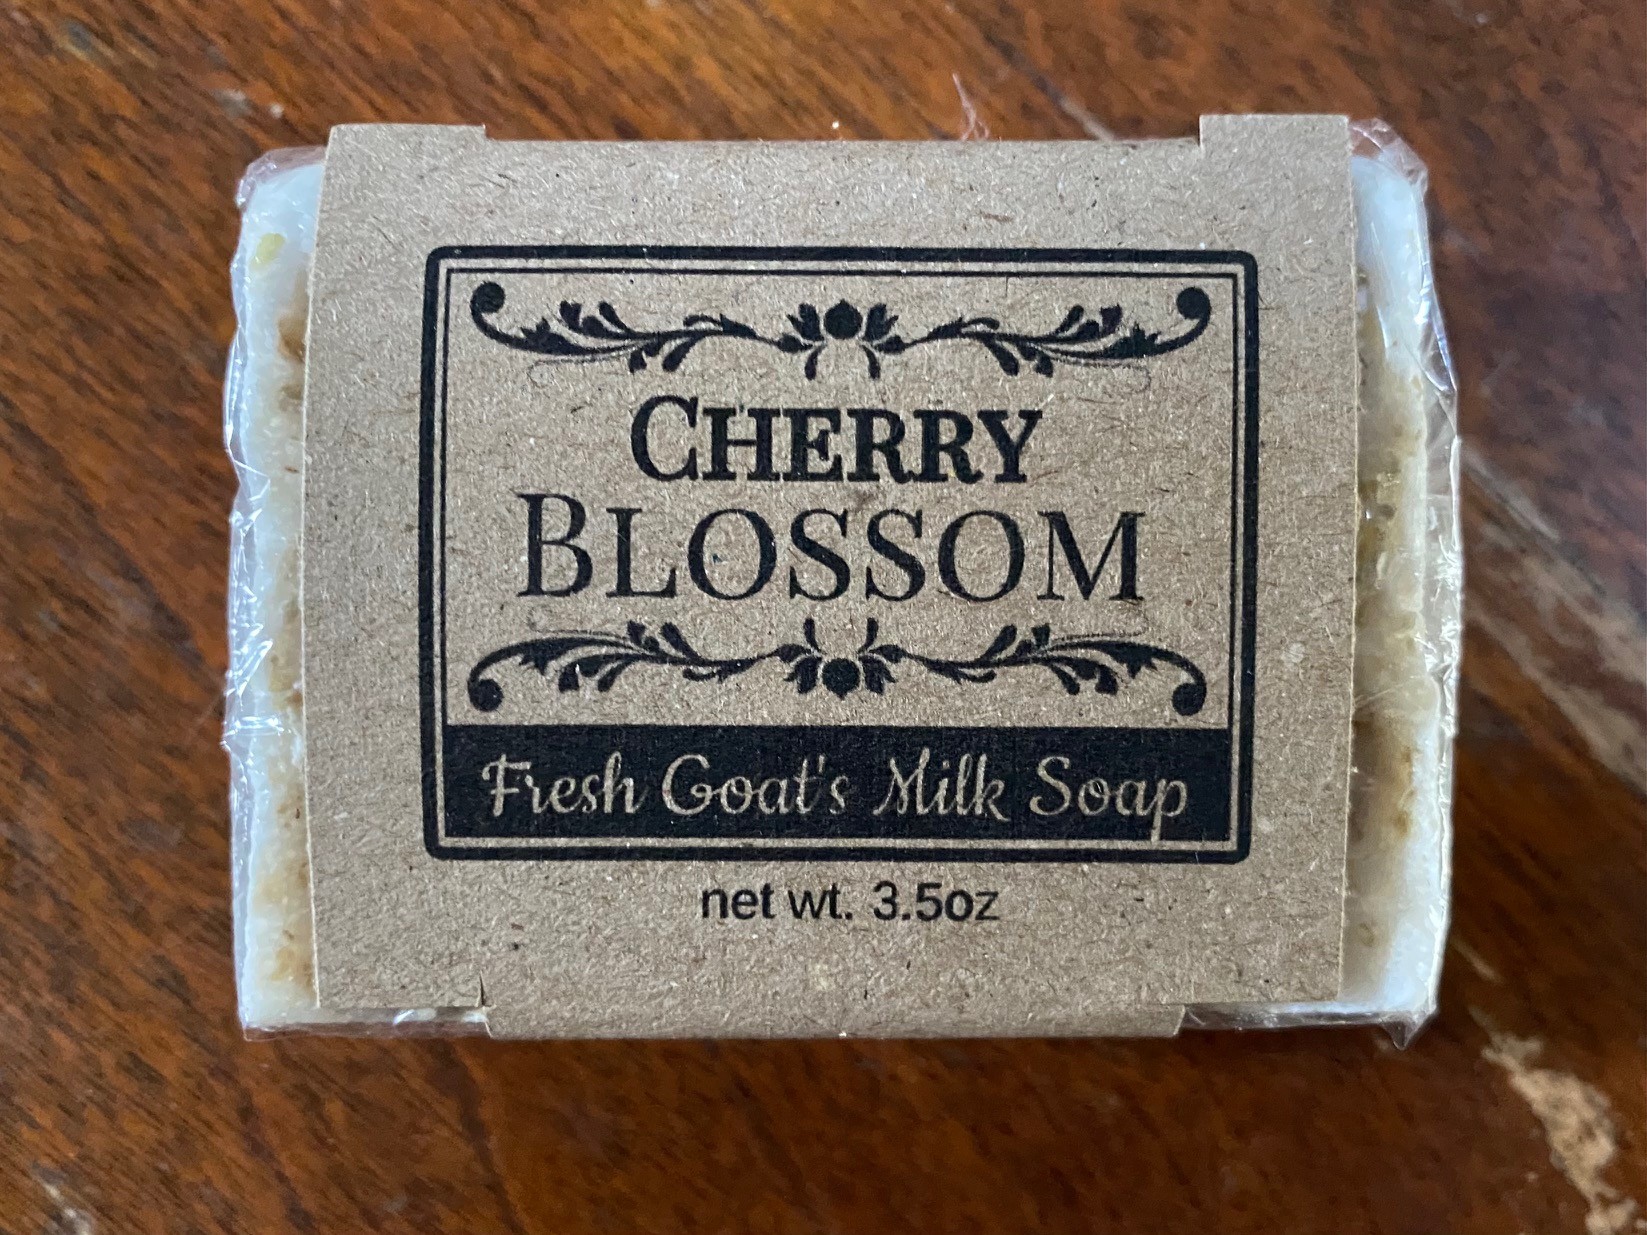 CHERRY
BLOSSOM
Fresh Goat's Milk Soap
net wt. 3.5oz